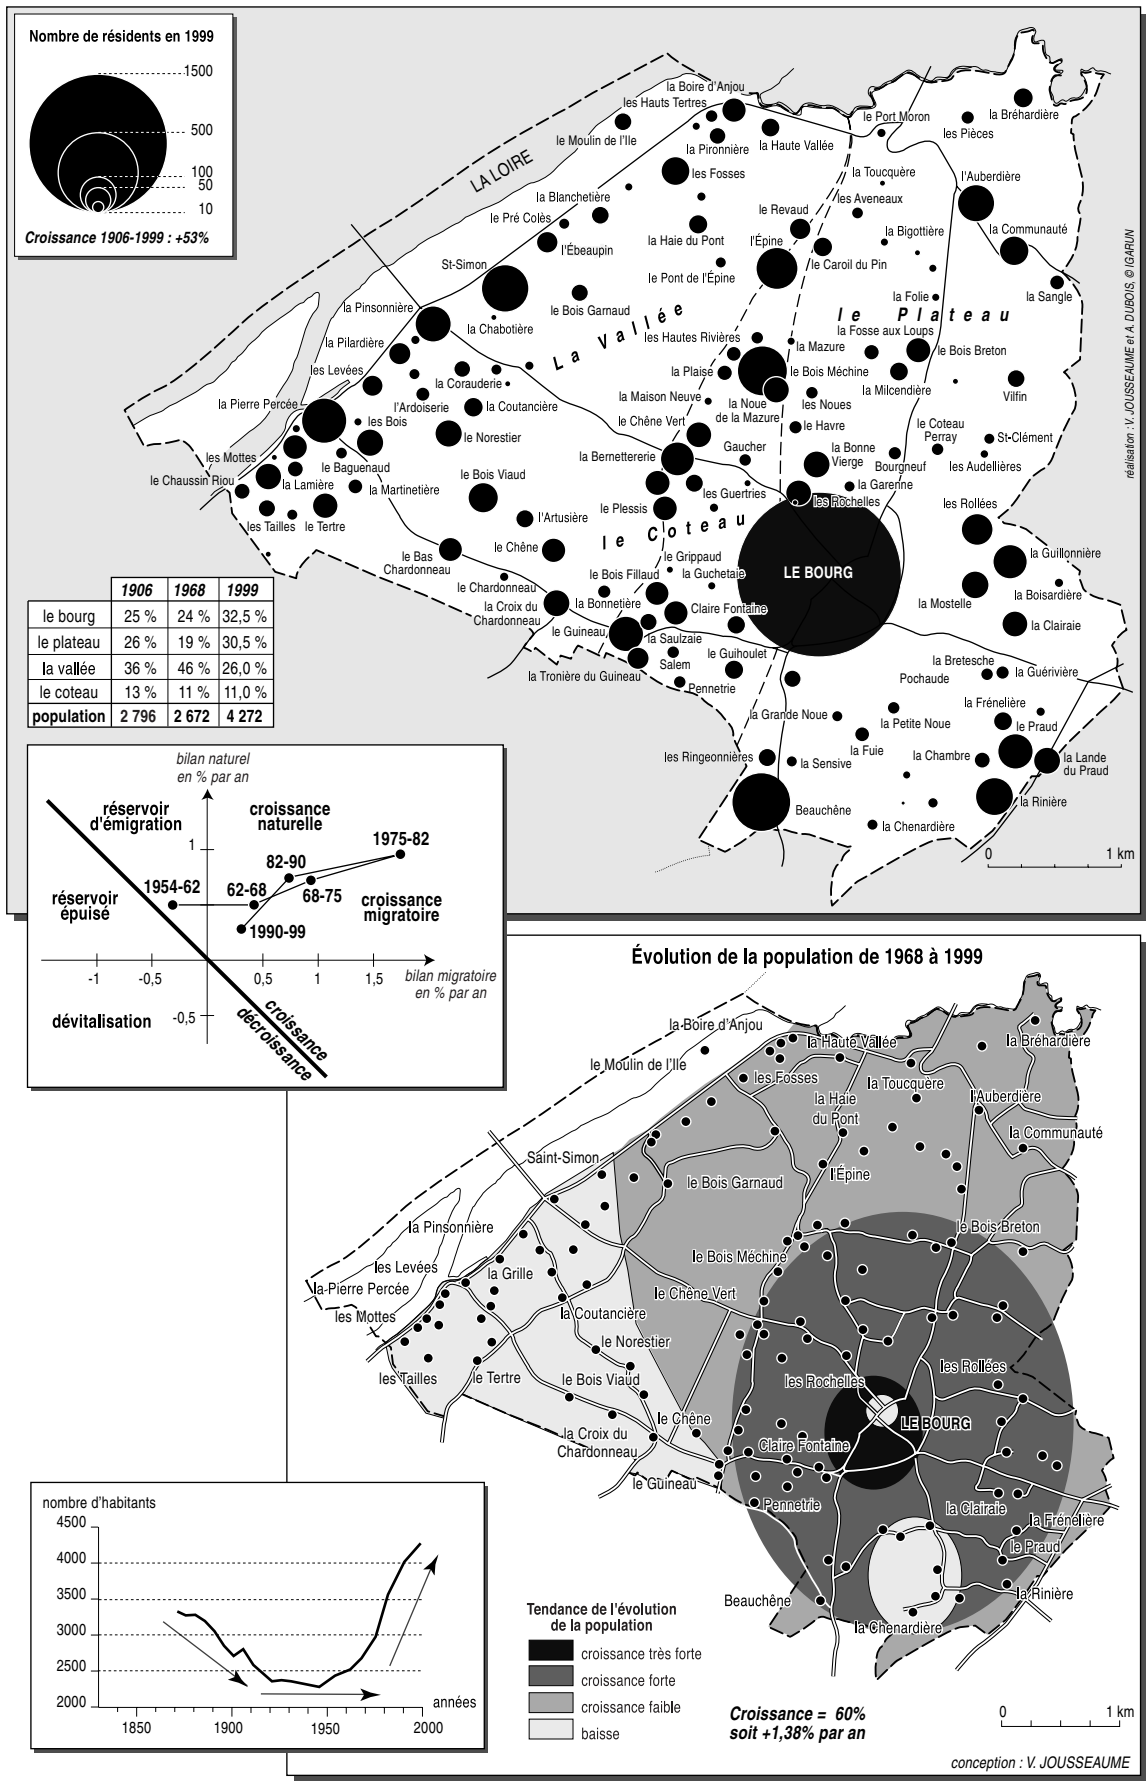 Nombre de résidents en 1999
1500
500
100
50
10
Croissance 1906-1999 : +53%
LA LOIRE
la Boire d'Anjou
les Hauts Tertres
le Moulin de l'Ile
la Pironnière
la Haute Vallée
le Port Moron
les Pièces
la Bréhardière
les Fosses
la Toucquère
l'Auberdière
la Blanchetière
le Pré Colès
l'Ébeaupin
la Haie du Pont
le Revaud
les Aveneaux
la Bigottière
la Communauté
St-Simon
l'Épine
le Caroil du Pin
le Pont de l'Épine
la Sangle
la Pinsonnière
le Bois Garnaud
la Folie
la Chabotière
La Vallée
le Plateau
la Pilardière
les Hautes Rivières
la Mazure
la Fosse aux Loups
le Bois Breton
les Levées
la Corauderie
la Plaise
le Bois Méchine
la Milcendière
Vilfin
la Pierre Percée
l'Ardoiserie
la Coutancière
la Maison Neuve
la Noue
de la Mazure
les Noues
les Bois
le Norestier
le Chêne Vert
le Havre
le Coteau
Perray
St-Clément
les Mottes
le Baguenaud
la Bernettererie
Gaucher
la Bonne
Vierge
Bourgneuf
les Audellières
le Chaussin Riou
la Lamière
la Martinetière
le Bois Viaud
les Guertries
la Garenne
les Rochelles
les Tailles
le Tertre
l'Artusière
le Plessis
le Coteau
les Rollées
le Bas
Chardonneau
le Chêne
le Grippaud
la Guchetaie
LE BOURG
la Guillonnière
le Chardonneau
le Bois Fillaud
la Boisardière
la Croix du
Chardonneau
la Bonnetière
Claire Fontaine
la Mostelle
la Clairaie
le Guineau
la Saulzaie
le Guihoulet
Salem
la Tronière du Guineau
Pennetrie
la Bretesche
Pochaude
la Guérivière
la Grande Noue
la Petite Noue
la Frénelière
le Praud
les Ringeonnières
la Sensive
la Fuie
la Chambre
la Lande
du Praud
Beauchêne
la Chenardière
la Rinière
0 1 km
réalisation : V. JOUSSEAUME et A. DUBOIS, © IGARUN
1906 1968 1999
le bourg 25 % 24 % 32,5 %
le plateau 26 % 19 % 30,5 %
la vallée 36 % 46 % 26,0 %
le coteau 13 % 11 % 11,0 %
population 2 796 2 672 4 272
bilan naturel
en % par an
réservoir
d'émigration
croissance
naturelle
1
1975-82
82-90
1954-62
62-68
68-75
réservoir
épuisé
croissance
migratoire
1990-99
-1 -0,5 0,5 1 1,5
bilan migratoire
en % par an
dévitalisation
-0,5
croissance
décroissance
Évolution de la population de 1968 à 1999
la Boire d'Anjou
le Moulin de l'Ile
la Haute Vallée
la Bréhardière
les Fosses
la Toucquère
l'Auberdière
la Haie
du Pont
la Communauté
Saint-Simon
l'Épine
le Bois Garnaud
la Pinsonnière
le Bois Breton
les Levées
la Grille
le Bois Méchine
la Pierre Percée
les Mottes
la Coutancière
le Chêne Vert
le Norestier
les Tailles
le Tertre
le Bois Viaud
les Rochelles
les Rollées
le Chêne
LE BOURG
la Croix du
Chardonneau
Claire Fontaine
le Guineau
Pennetrie
la Clairaie
la Frénelière
le Praud
Beauchêne
la Rinière
la Chenardière
nombre d'habitants
4500
4000
3500
3000
2500
2000
années
1850 1900 1950 2000
Tendance de l'évolution
de la population
croissance très forte
croissance forte
croissance faible
baisse
Croissance = 60%
soit +1,38% par an
0 1 km
conception : V. JOUSSEAUME